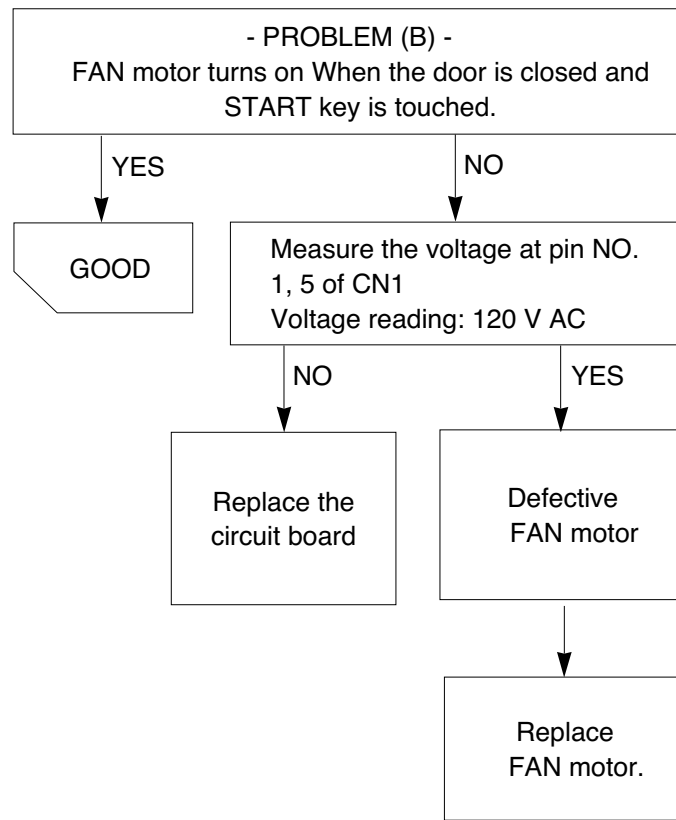 - PROBLEM (B) -
FAN motor turns on When the door is closed and
START key is touched.
YES
NO
GOOD
Measure the voltage at pin NO.
1, 5 of CN1
Voltage reading: 120 V AC
NO
YES
Replace the
circuit board
Defective
FAN motor
Replace
FAN motor.